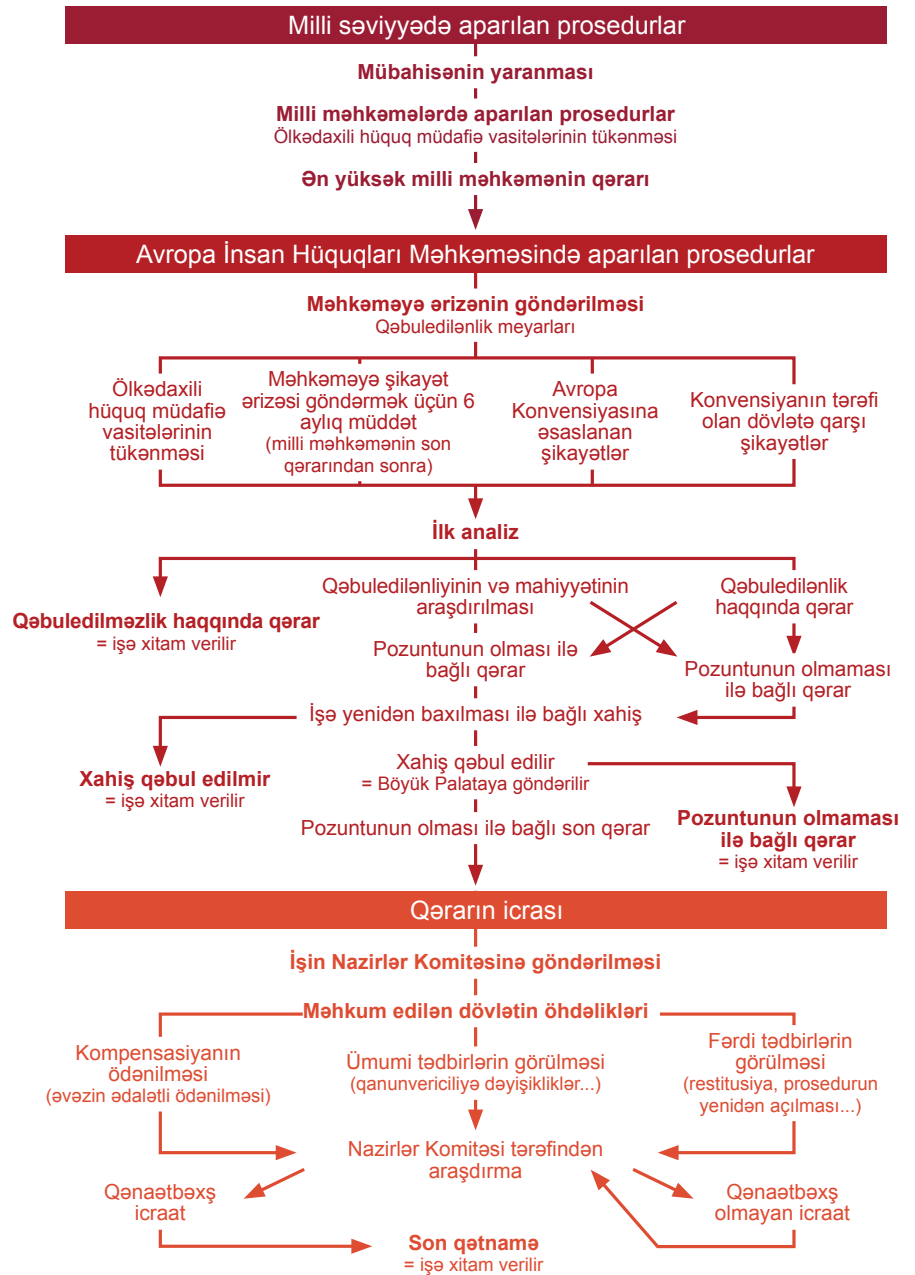 Milli səviyyədə aparılan prosedurlar
Mübahisənin yaranması
Milli məhkəmələrdə aparılan prosedurlar
Ölkədaxili hüquq müdafiə vasitələrinin tükənməsi
Ən yüksək milli məhkəmənin qərarı
Avropa İnsan Hüquqları Məhkəməsində aparılan prosedurlar
Məhkəməyə ərizənin göndərilməsi
Qəbuledilənlik meyarları
Ölkədaxili
hüquq müdafiə
vasitələrinin
tükənməsi
Məhkəməyə şikayət
ərizəsi göndərmək üçün 6
aylıq müddət
(milli məhkəmənin son
qərarından sonra)
Avropa
Konvensiyasına
əsaslanan
şikayətlər
Konvensiyanın tərəfi
olan dövlətə qarşı
şikayətlər
İlk analiz
Qəbuledilməzlik haqqında qərar
= işə xitam verilir
Qəbuledilənliyinin və mahiyyətinin
araşdırılması
Qəbuledilənlik
haqqında qərar
Pozuntunun olması ilə
bağlı qərar
Pozuntunun olmaması
ilə bağlı qərar
İşə yenidən baxılması ilə bağlı xahiş
Xahiş qəbul edilmir
= işə xitam verilir
Xahiş qəbul edilir
= Böyük Palataya göndərilir
Pozuntunun olmaması
ilə bağlı qərar
= işə xitam verilir
Pozuntunun olması ilə bağlı son qərar
Qərarın icrası
İşin Nazirlər Komitəsinə göndərilməsi
Məhkum edilən dövlətin öhdəlikləri
Kompensasiyanın
ödənilməsi
(əvəzin ədalətli ödənilməsi)
Ümumi tədbirlərin görülməsi
(qanunvericiliyə dəyişikliklər...)
Fərdi tədbirlərin
görülməsi
(restitusiya, prosedurun
yenidən açılması...)
Nazirlər Komitəsi tərəfindən
araşdırma
Qənaətbəxş
icraat
Qənaətbəxş
olmayan icraat
Son qətnamə
= işə xitam verilir